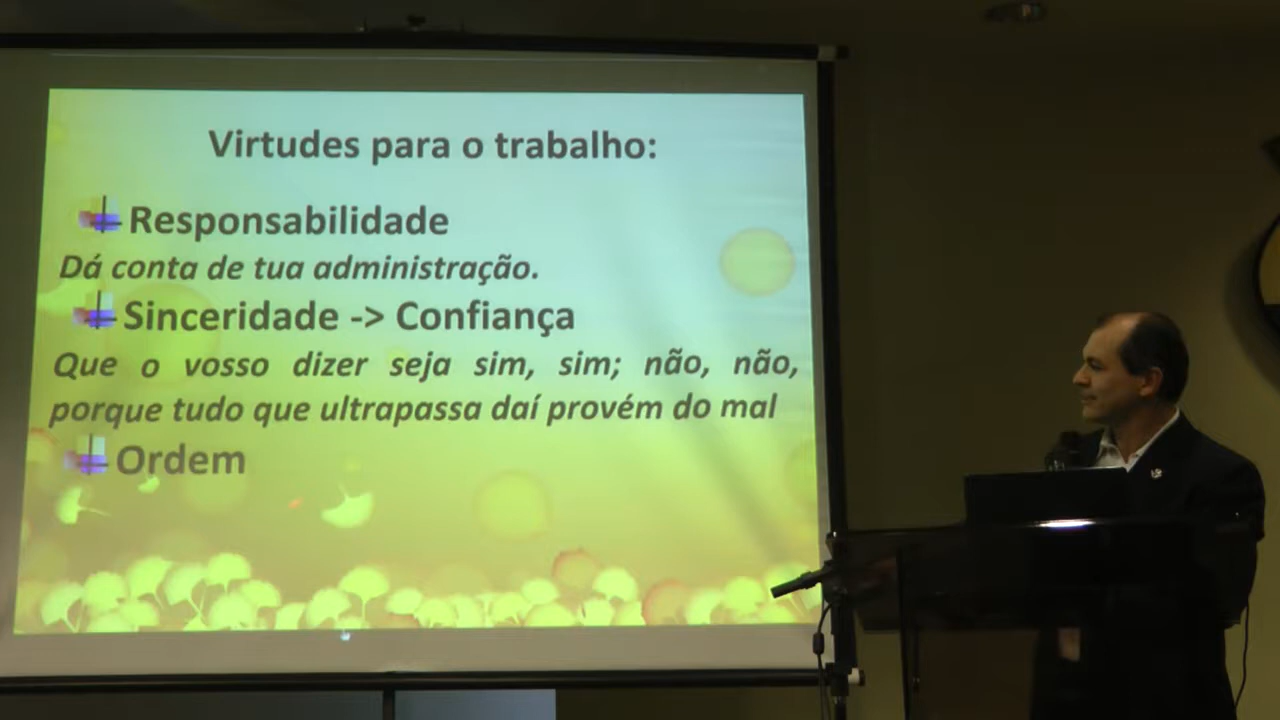 Virtudes para o trabalho:
Responsabilidade
Dá conta de tua administração.
Sinceridade -> Confiança
Que o vosso dizer seja sim, sim; não, não,
porque tudo que ultrapassa daí provém do mal
Ordem